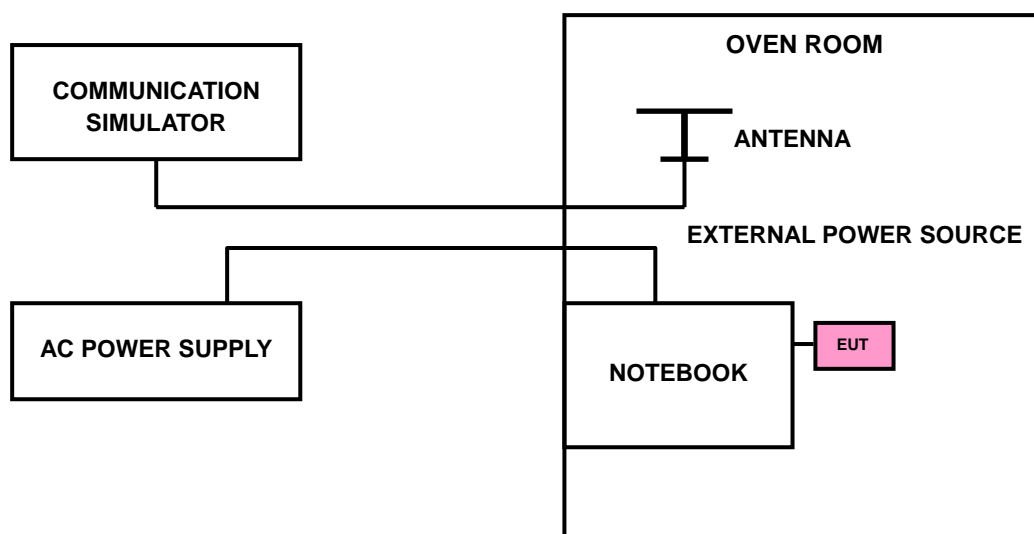 OVEN ROOM
COMMUNICATION
SIMULATOR
ANTENNA
EXTERNAL POWER SOURCE
AC POWER SUPPLY
NOTEBOOK
EUT